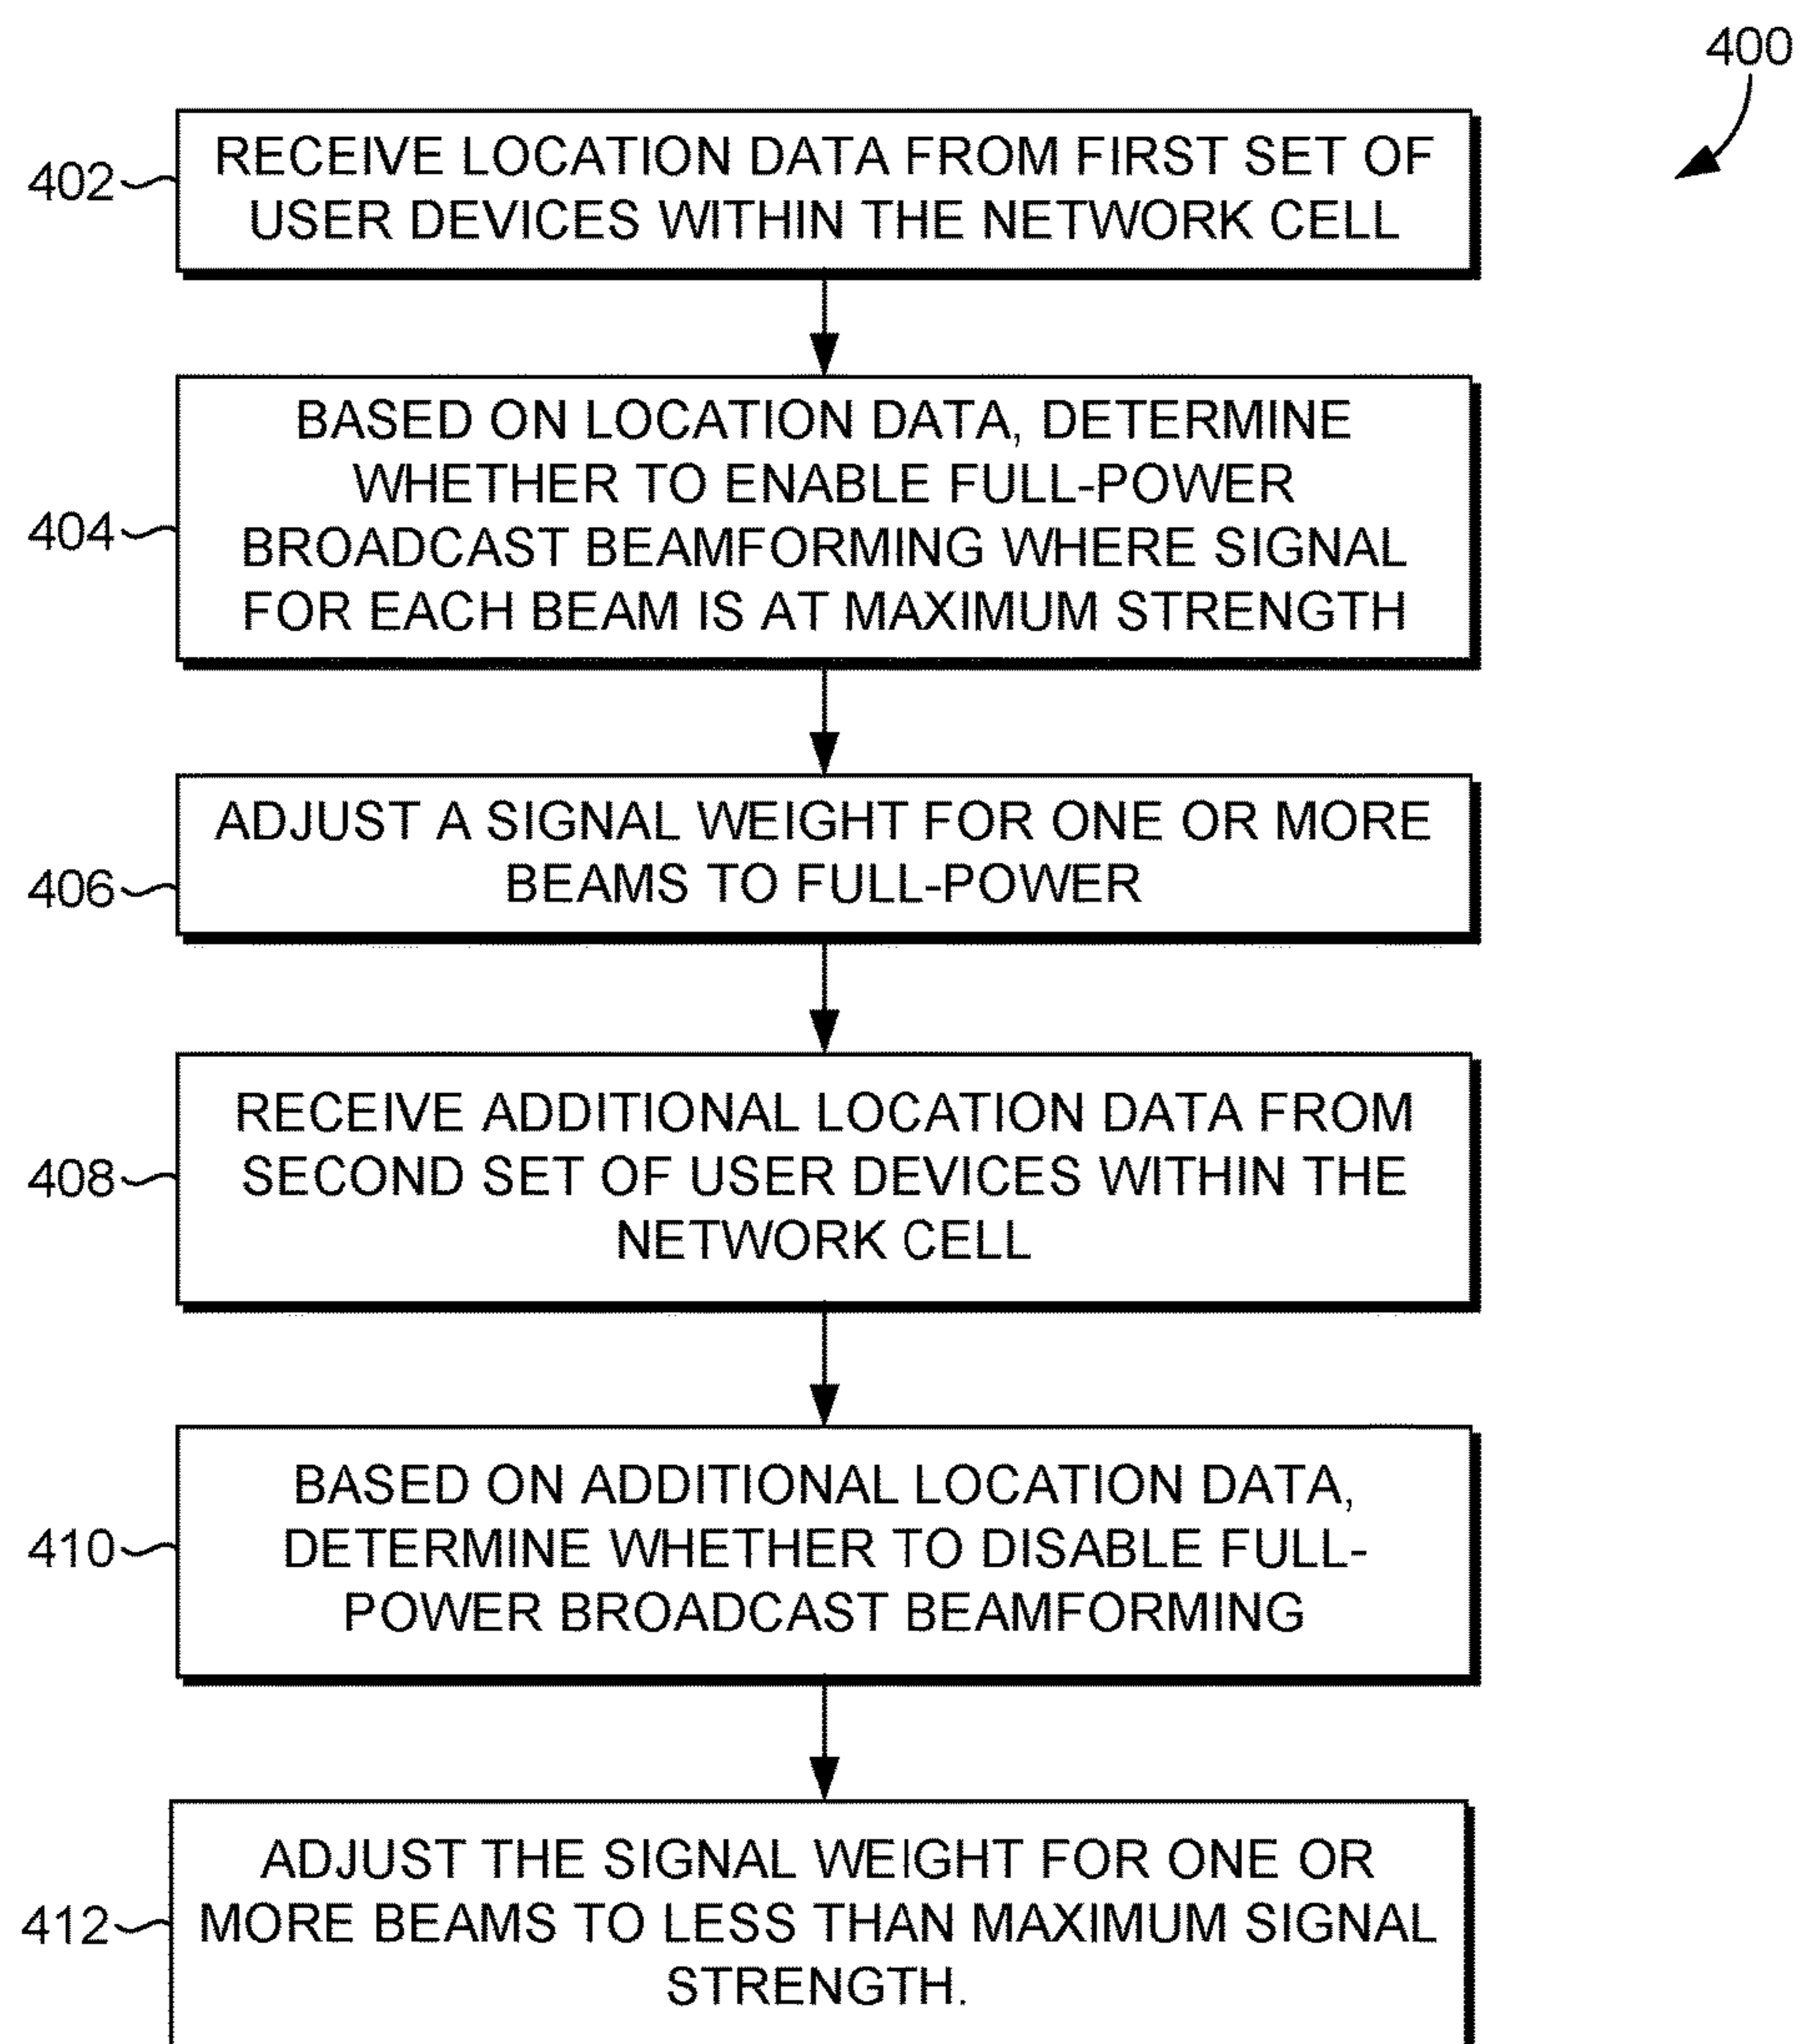 400
402
RECEIVE LOCATION DATA FROM FIRST SET OF
USER DEVICES WITHIN THE NETWORK CELL
404
BASED ON LOCATION DATA, DETERMINE
WHETHER TO ENABLE FULL-POWER
BROADCAST BEAMFORMING WHERE SIGNAL
FOR EACH BEAM IS AT MAXIMUM STRENGTH
406
ADJUST A SIGNAL WEIGHT FOR ONE OR MORE
BEAMS TO FULL-POWER
408
RECEIVE ADDITIONAL LOCATION DATA FROM
SECOND SET OF USER DEVICES WITHIN THE
NETWORK CELL
410
BASED ON ADDITIONAL LOCATION DATA,
DETERMINE WHETHER TO DISABLE FULL-
POWER BROADCAST BEAMFORMING
412
ADJUST THE SIGNAL WEIGHT FOR ONE OR
MORE BEAMS TO LESS THAN MAXIMUM SIGNAL
STRENGTH.